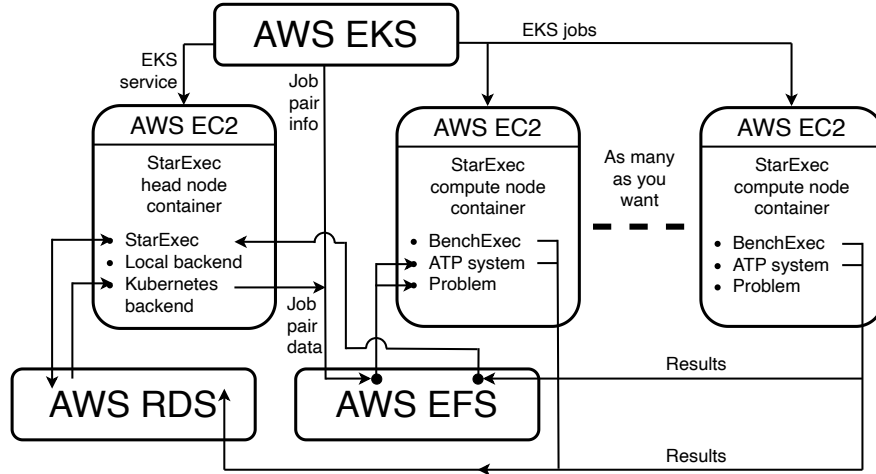 AWS EKS
EKS jobs
EKS
service
Job
pair
info
AWS EC2
StarExec
head node
container
• StarExec
• Local backend
• Kubernetes
backend
Job
pair
data
AWS EC2
StarExec
compute node
container
• BenchExec
• ATP system
• Problem
As many
as you
want
AWS EC2
StarExec
compute node
container
• BenchExec
• ATP system
• Problem
AWS RDS
AWS EFS
Results
Results